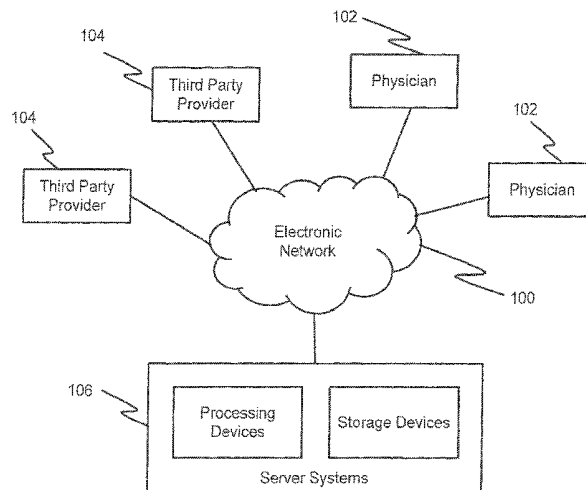 102
104
Third Party
Provider
Physician
104
102
Third Party
Provider
Physician
Electronic
Network
100
106
Processing
Devices
Storage Devices
Server Systems